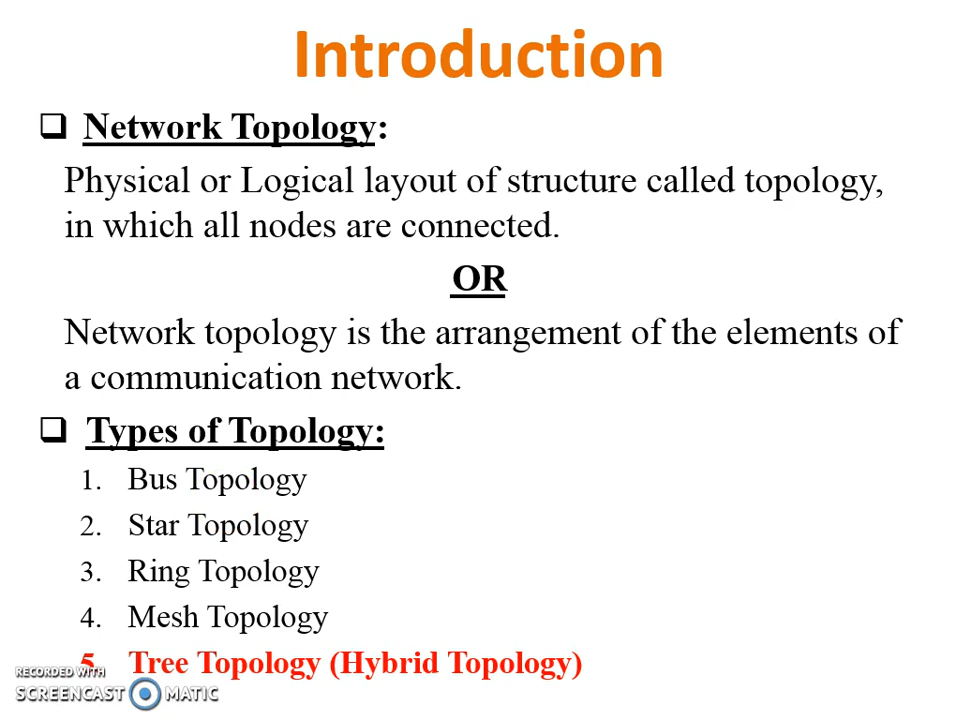 Introduction
❑ Network Topology:
Physical or Logical layout of structure called topology,
in which all nodes are connected.
OR
Network topology is the arrangement of the elements of
a communication network.
❑ Types of Topology:
1. Bus Topology
2. Star Topology
3. Ring Topology
4. Mesh Topology
5. Tree Topology (Hybrid Topology)
RECORDED WITH
SCREENCAST MATIC